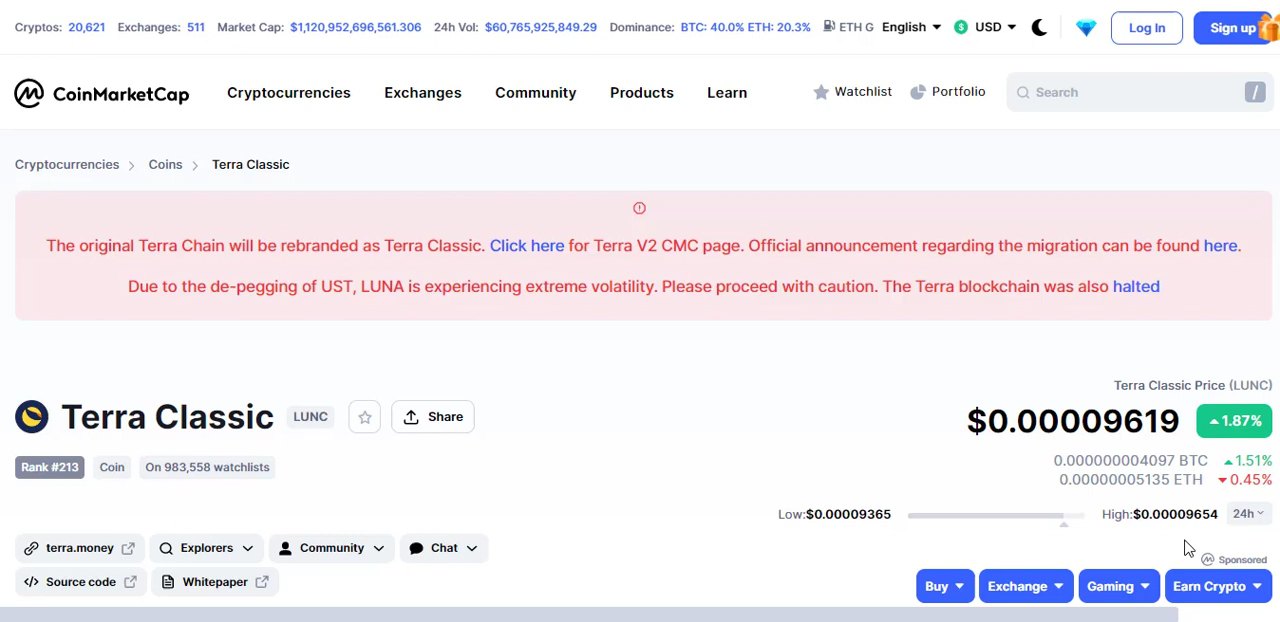 Cryptos: 20,621 Exchanges: 511 Market Cap: $1,120,952,696,561.306 24h Vol: $60,765,925,849.29 Dominance: BTC: 40.0% ETH: 20.3% ETH G English USD Log In Sign up
CoinMarketCap Cryptocurrencies Exchanges Community Products Learn Watchlist Portfolio Search /
Cryptocurrencies Coins Terra Classic
The original Terra Chain will be rebranded as Terra Classic. Click here for Terra V2 CMC page. Official announcement regarding the migration can be found here.
Due to the de-pegging of UST, LUNA is experiencing extreme volatility. Please proceed with caution. The Terra blockchain was also halted
Terra Classic Price (LUNC)
Terra Classic LUNC Share $0.00009619 1.87%
Rank #213 Coin On 983,558 watchlists 0.000000004097 BTC 1.51%
0.00000005135 ETH 0.45%
Low:$0.00009365 High:$0.00009654 24h
terra.money Explorers Community Chat
Sponsored
Source code Whitepaper Buy Exchange Gaming Earn Crypto